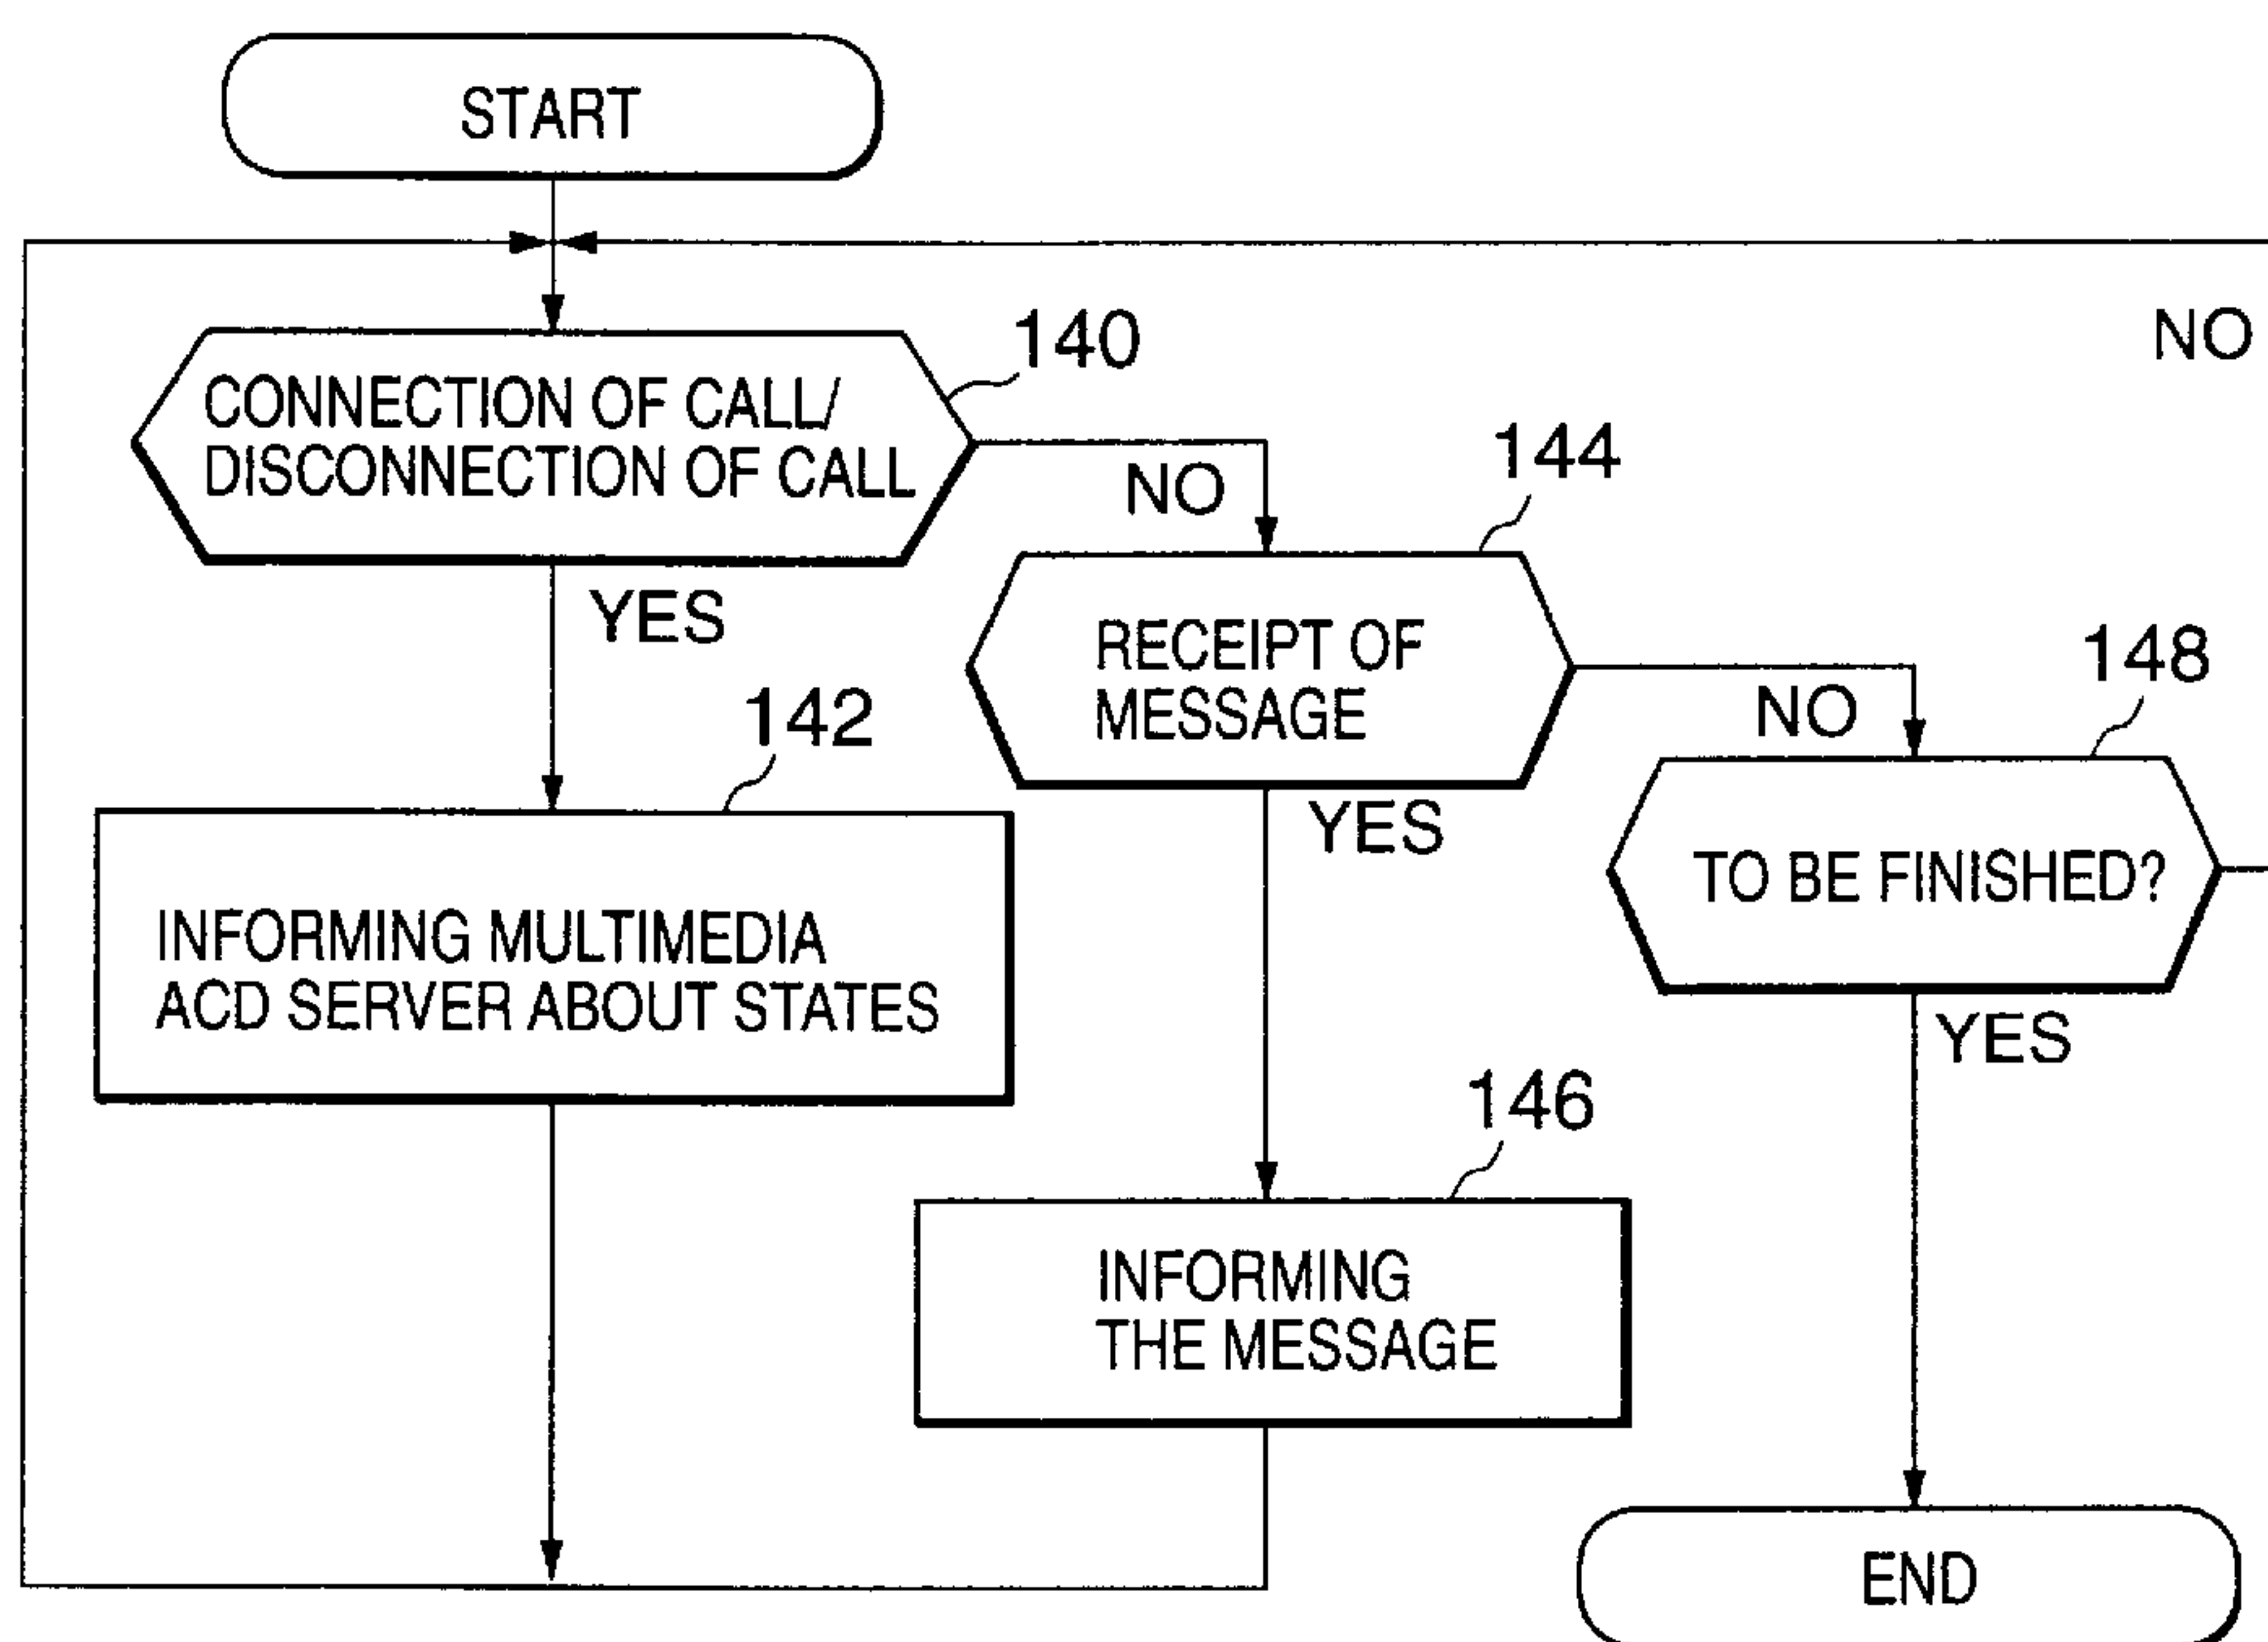 START
140
NO
CONNECTION OF CALL/
DISCONNECTION OF CALL
NO
144
YES
RECEIPT OF
MESSAGE
148
NO
142
YES
TO BE FINISHED?
INFORMING MULTIMEDIA
ACD SERVER ABOUT STATES
YES
146
INFORMING
THE MESSAGE
END